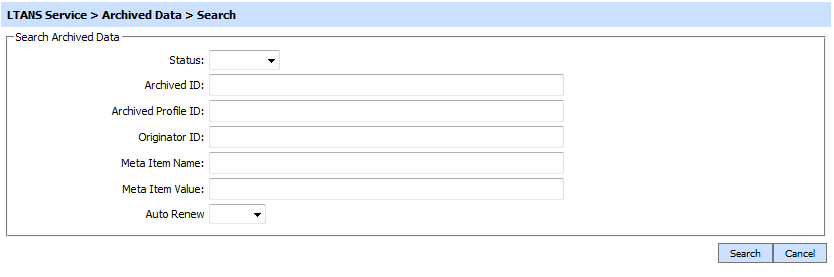 LTANS Service > Archived Data > Search
Search Archived Data
Status:
Archived ID:
Archived Profile ID:
Originator ID:
Meta Item Name:
Meta Item Value:
Auto Renew
Search Cancel